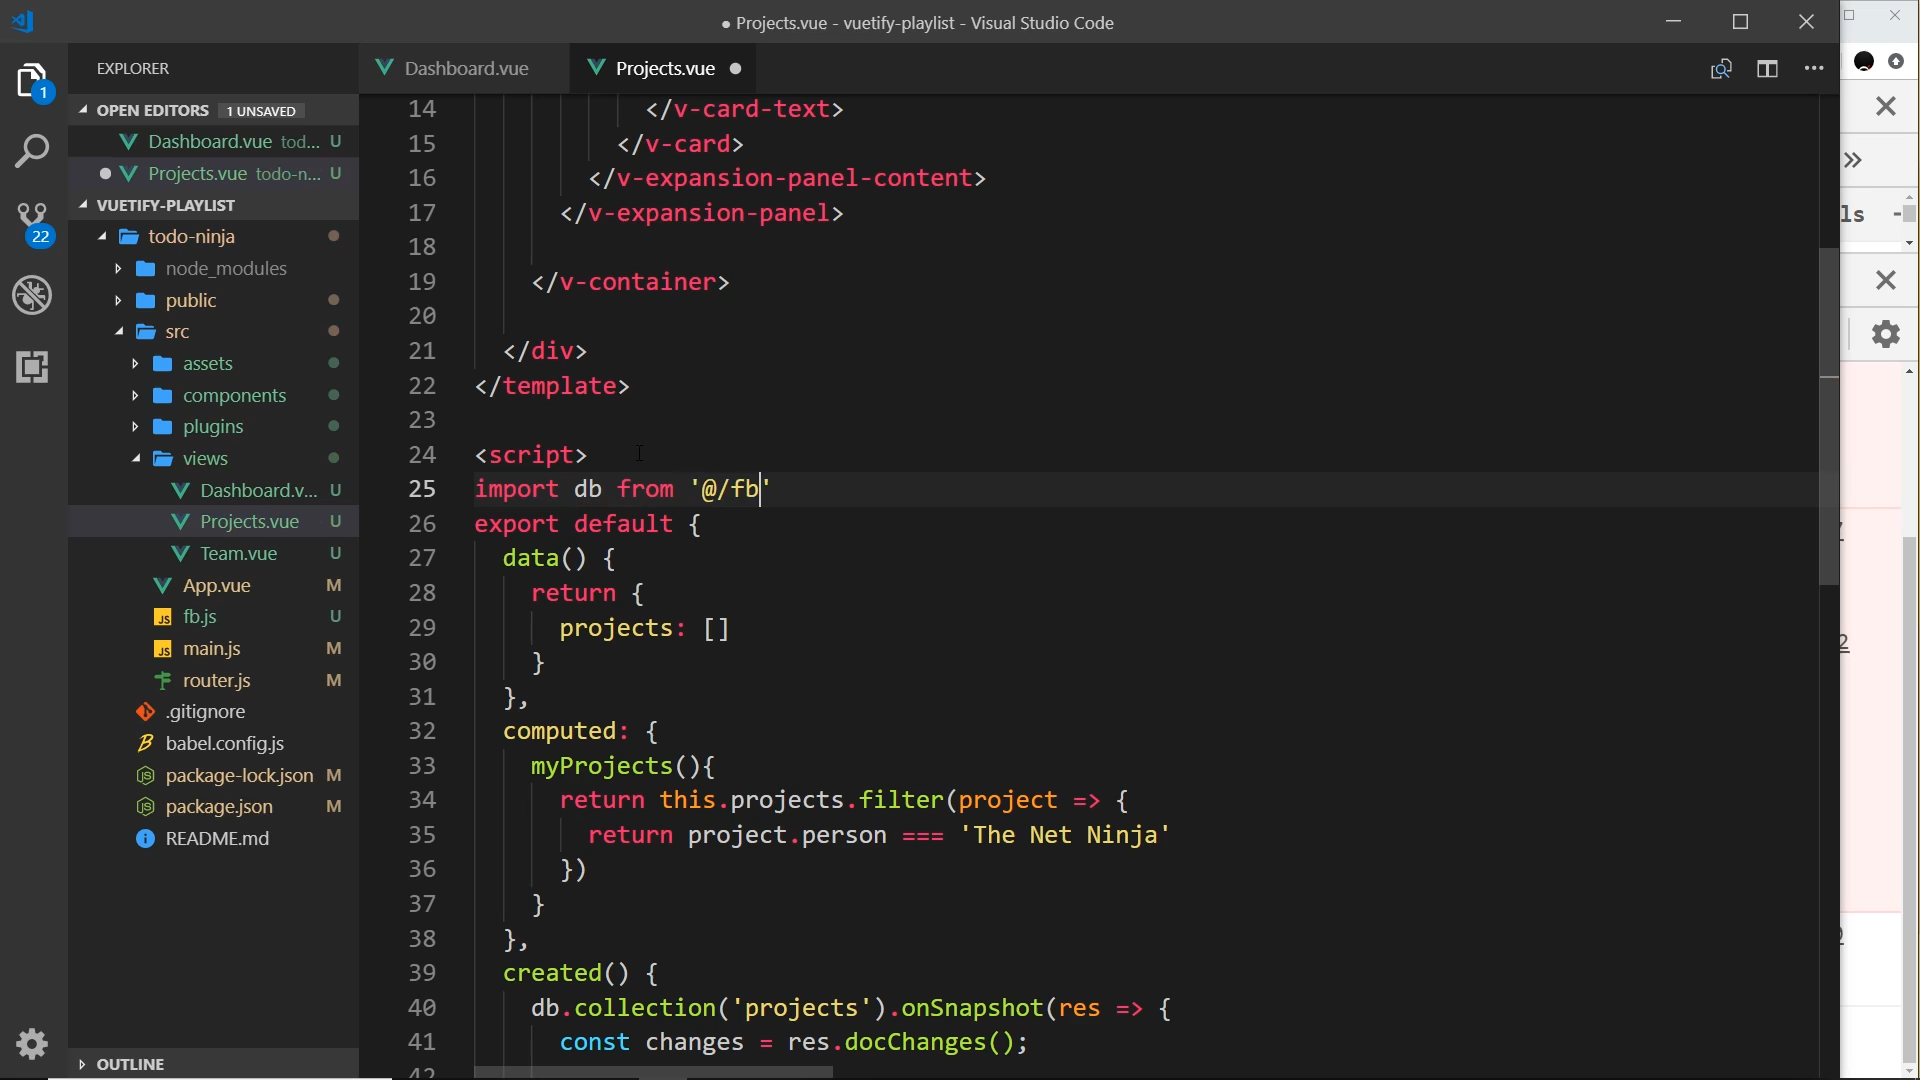 ● Projects.vue - vuetify-playlist - Visual Studio Code
EXPLORER
OPEN EDITORS 1 UNSAVED
Dashboard.vue tod... U
Projects.vue todo-n... U
VUETIFY-PLAYLIST
todo-ninja
node_modules
public
src
assets
components
plugins
views
Dashboard.v... U
Projects.vue U
Team.vue U
App.vue M
fb.js U
main.js M
router.js M
.gitignore
babel.config.js
package-lock.json M
package.json M
README.md
OUTLINE
1
22
Dashboard.vue
Projects.vue ●
14 </v-card-text>
15 </v-card>
16 </v-expansion-panel-content>
17 </v-expansion-panel>
18
19 </v-container>
20
21 </div>
22 </template>
23
24 <script>
25 import db from '@/fb'
26 export default {
27 data() {
28 return {
29 projects: []
30 }
31 },
32 computed: {
33 myProjects(){
34 return this.projects.filter(project => {
35 return project.person === 'The Net Ninja'
36 })
37 }
38 },
39 created() {
40 db.collection('projects').onSnapshot(res => {
41 const changes = res.docChanges();
42
ls
2